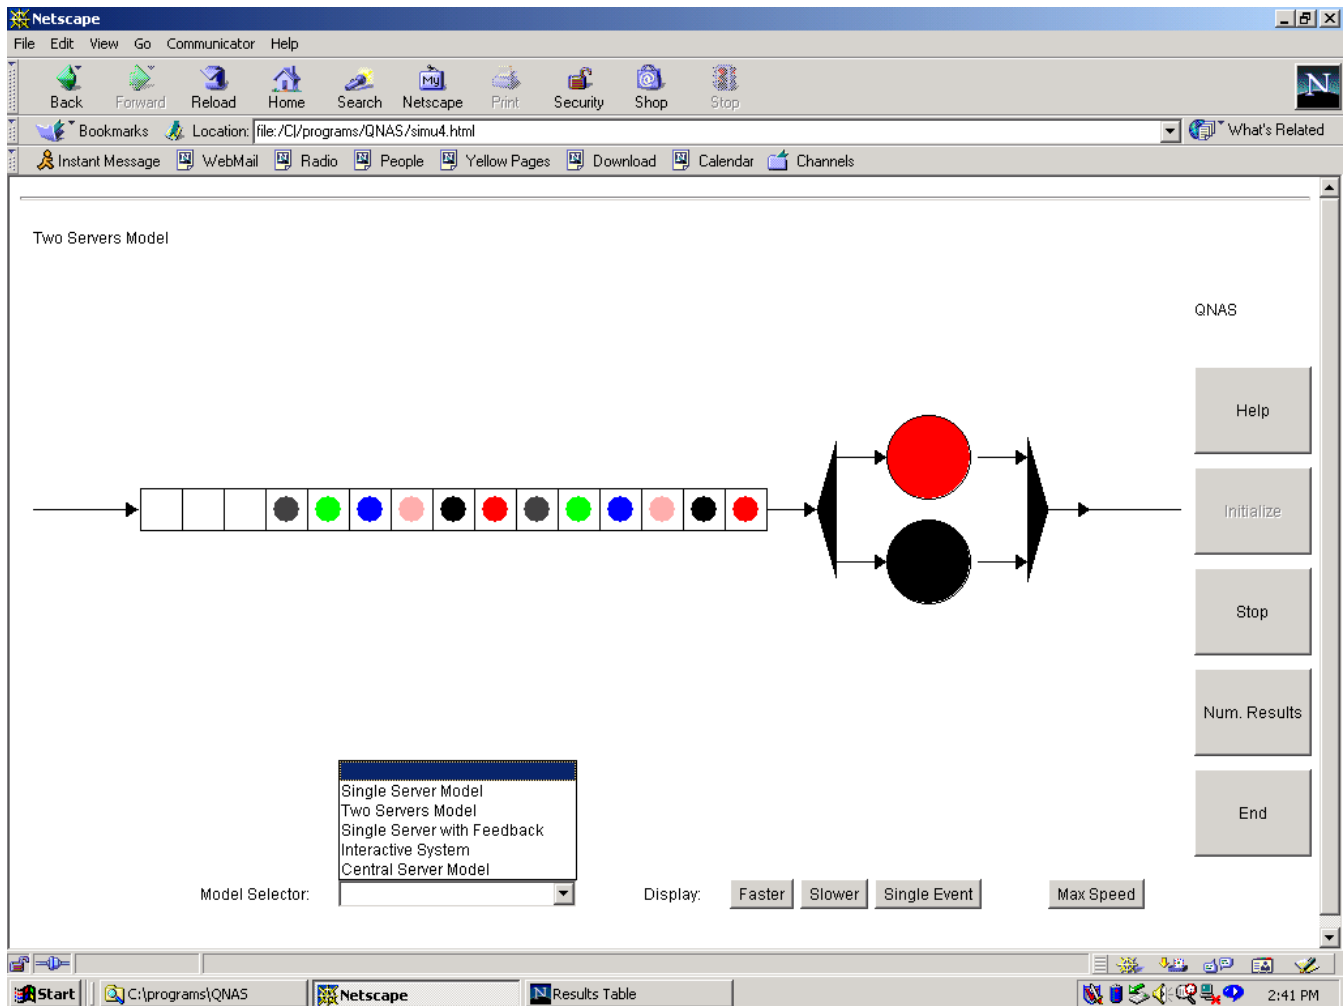 Netscape
File Edit View Go Communicator Help
My
N
Back Forward Reload Home Search Netscape Print Security Shop Stop
Bookmarks Location: file:/C|/programs/QNAS/simu4.html What's Related
Instant Message WebMail Radio People Yellow Pages Download Calendar Channels
Two Servers Model
QNAS
Help
Initialize
Stop
Num. Results
End
Single Server Model
Two Servers Model
Single Server with Feedback
Interactive System
Central Server Model
Model Selector: Display: Faster Slower Single Event Max Speed
Start C:\programs\QNAS Netscape N Results Table 2:41 PM